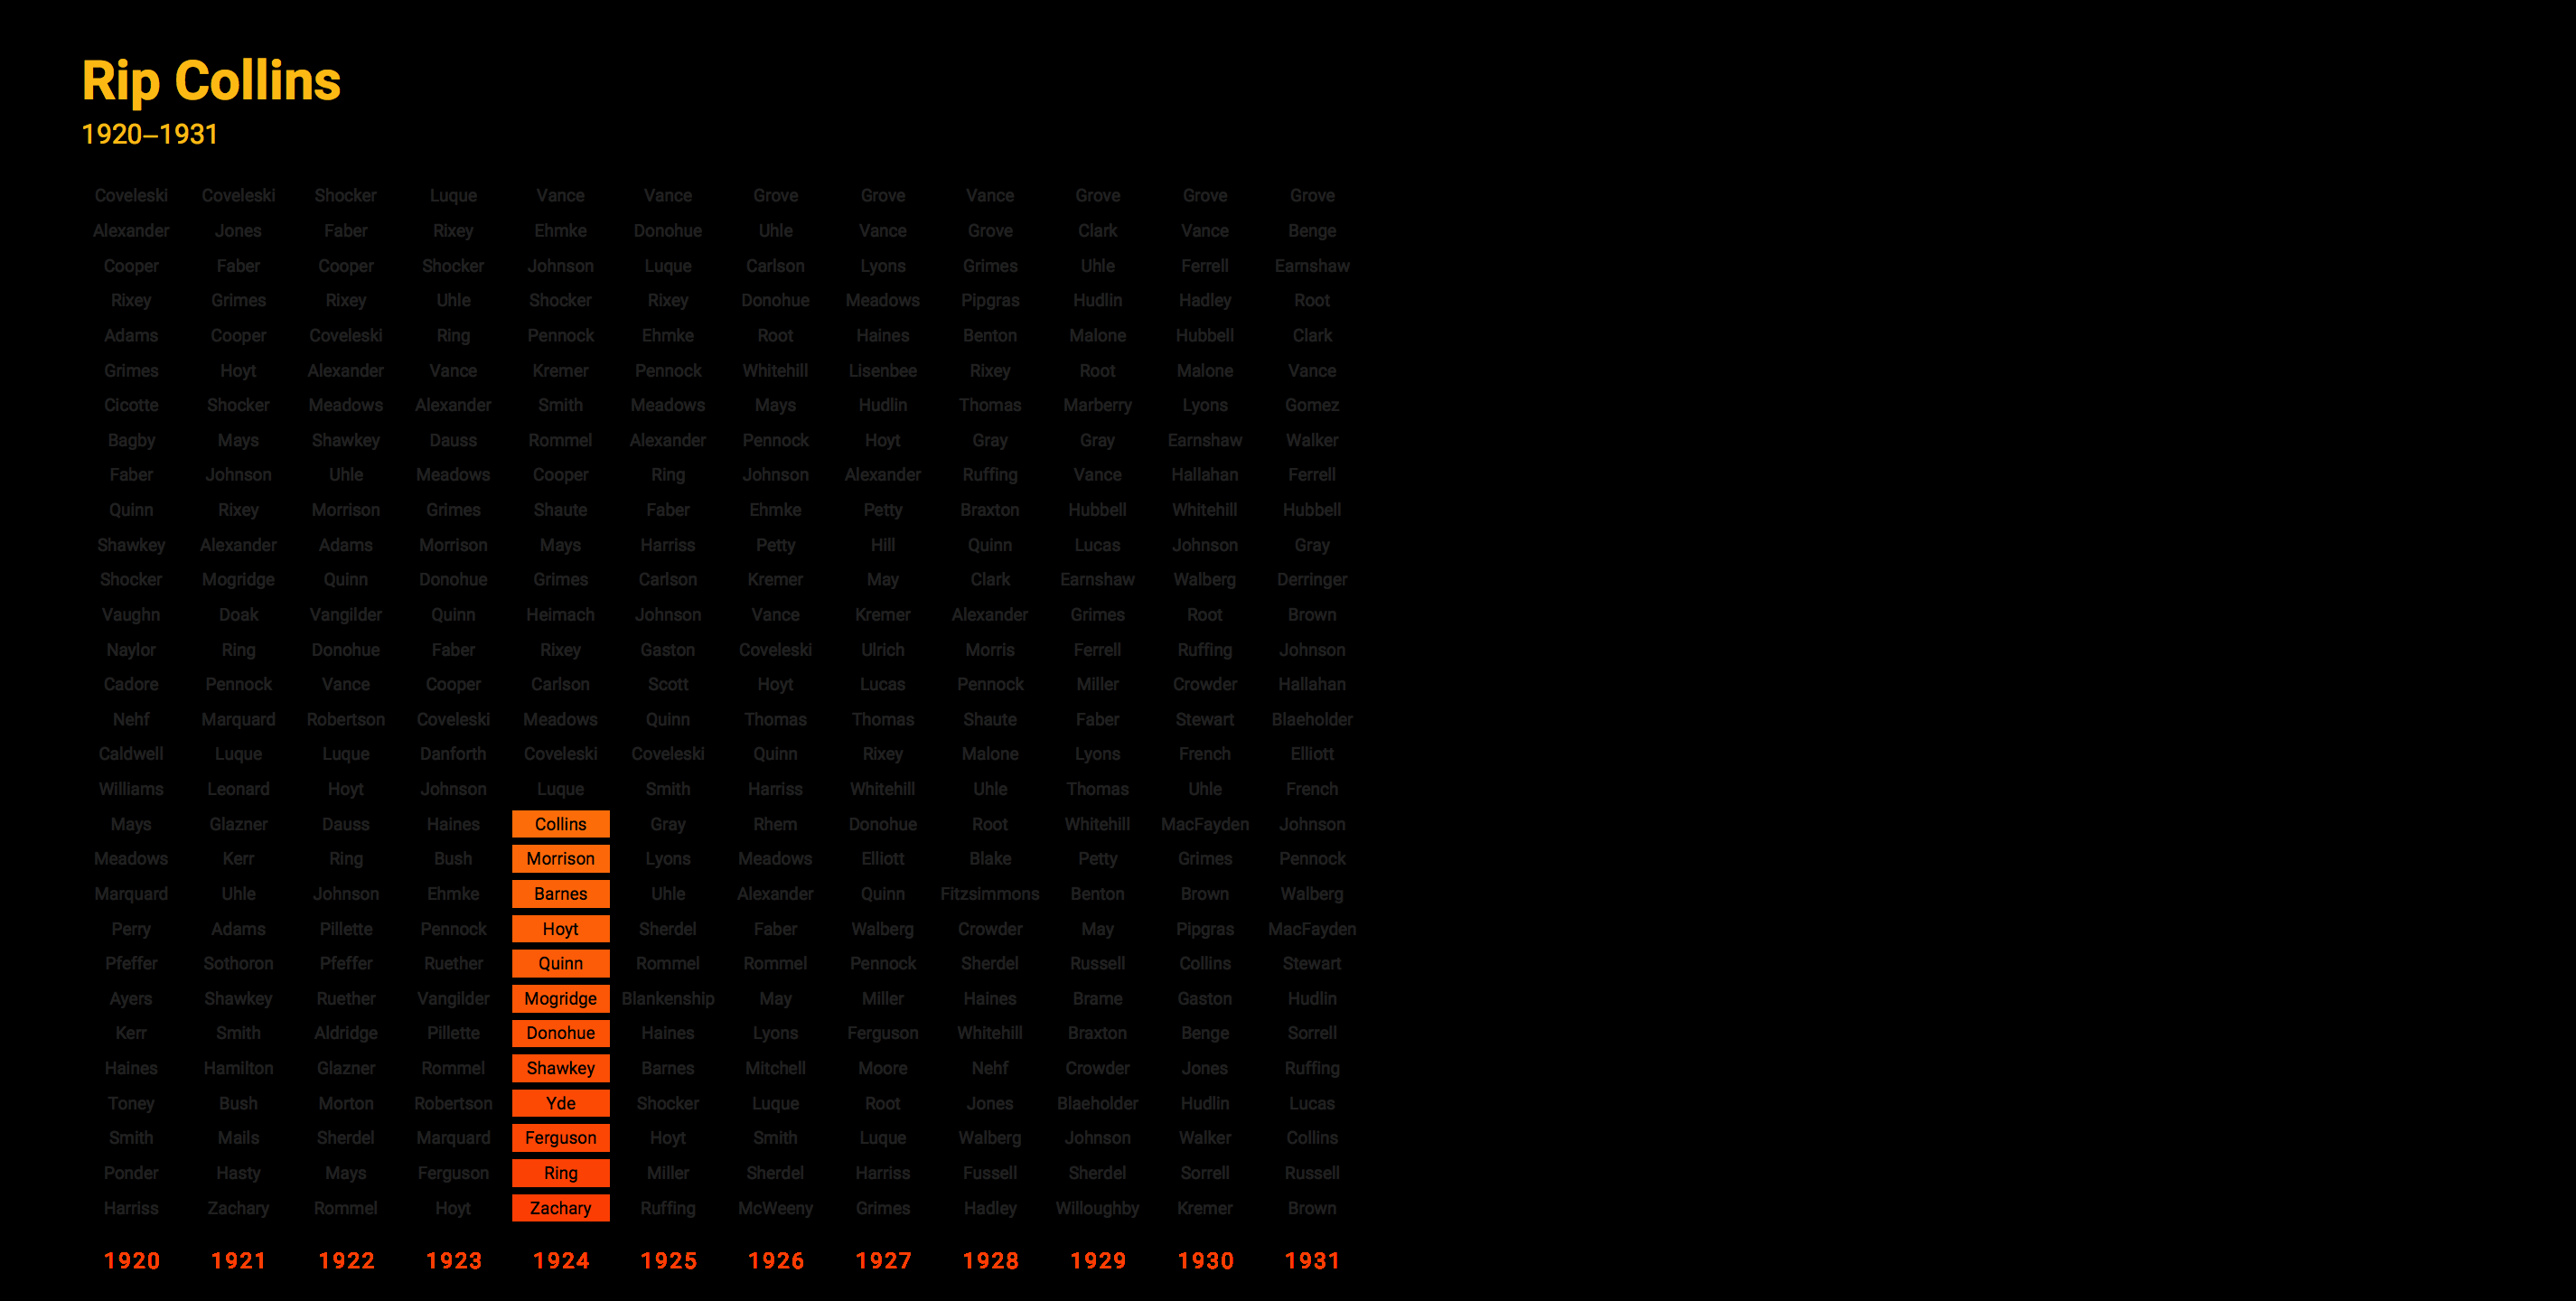 Rip Collins
1920–1931
Coveleski Coveleski Shocker Luque Vance Vance Grove Grove Vance Grove Grove Grove
Alexander Jones Faber Rixey Ehmke Donohue Uhle Vance Grove Clark Vance Benge
Cooper Faber Cooper Shocker Johnson Luque Carlson Lyons Grimes Uhle Ferrell Earnshaw
Rixey Grimes Rixey Uhle Shocker Rixey Donohue Meadows Pipgras Hudlin Hadley Root
Adams Cooper Coveleski Ring Pennock Ehmke Root Haines Benton Malone Hubbell Clark
Grimes Hoyt Alexander Vance Kremer Pennock Whitehill Lisenbee Rixey Root Malone Vance
Cicotte Shocker Meadows Alexander Smith Meadows Mays Hudlin Thomas Marberry Lyons Gomez
Bagby Mays Shawkey Dauss Rommel Alexander Pennock Hoyt Gray Gray Earnshaw Walker
Faber Johnson Uhle Meadows Cooper Ring Johnson Alexander Ruffing Vance Hallahan Ferrell
Quinn Rixey Morrison Grimes Shaute Faber Ehmke Petty Braxton Hubbell Whitehill Hubbell
Shawkey Alexander Adams Morrison Mays Harriss Petty Hill Quinn Lucas Johnson Gray
Shocker Mogridge Quinn Donohue Grimes Carlson Kremer May Clark Earnshaw Walberg Derringer
Vaughn Doak Vangilder Quinn Heimach Johnson Vance Kremer Alexander Grimes Root Brown
Naylor Ring Donohue Faber Rixey Gaston Coveleski Ulrich Morris Ferrell Ruffing Johnson
Cadore Pennock Vance Cooper Carlson Scott Hoyt Lucas Pennock Miller Crowder Hallahan
Nehf Marquard Robertson Coveleski Meadows Quinn Thomas Thomas Shaute Faber Stewart Blaeholder
Caldwell Luque Luque Danforth Coveleski Coveleski Quinn Rixey Malone Lyons French Elliott
Williams Leonard Hoyt Johnson Luque Smith Harriss Whitehill Uhle Thomas Uhle French
Mays Glazner Dauss Haines Collins Gray Rhem Donohue Root Whitehill MacFayden Johnson
Meadows Kerr Ring Bush Morrison Lyons Meadows Elliott Blake Petty Grimes Pennock
Marquard Uhle Johnson Ehmke Barnes Uhle Alexander Quinn Fitzsimmons Benton Brown Walberg
Perry Adams Pillette Pennock Hoyt Sherdel Faber Walberg Crowder May Pipgras MacFayden
Pfeffer Sothoron Pfeffer Ruether Quinn Rommel Rommel Pennock Sherdel Russell Collins Stewart
Ayers Shawkey Ruether Vangilder Mogridge Blankenship May Miller Haines Brame Gaston Hudlin
Kerr Smith Aldridge Pillette Donohue Haines Lyons Ferguson Whitehill Braxton Benge Sorrell
Haines Hamilton Glazner Rommel Shawkey Barnes Mitchell Moore Nehf Crowder Jones Ruffing
Toney Bush Morton Robertson Yde Shocker Luque Root Jones Blaeholder Hudlin Lucas
Smith Mails Sherdel Marquard Ferguson Hoyt Smith Luque Walberg Johnson Walker Collins
Ponder Hasty Mays Ferguson Ring Miller Sherdel Harriss Fussell Sherdel Sorrell Russell
Harriss Zachary Rommel Hoyt Zachary Ruffing McWeeny Grimes Hadley Willoughby Kremer Brown
1920 1921 1922 1923 1924 1925 1926 1927 1928 1929 1930 1931